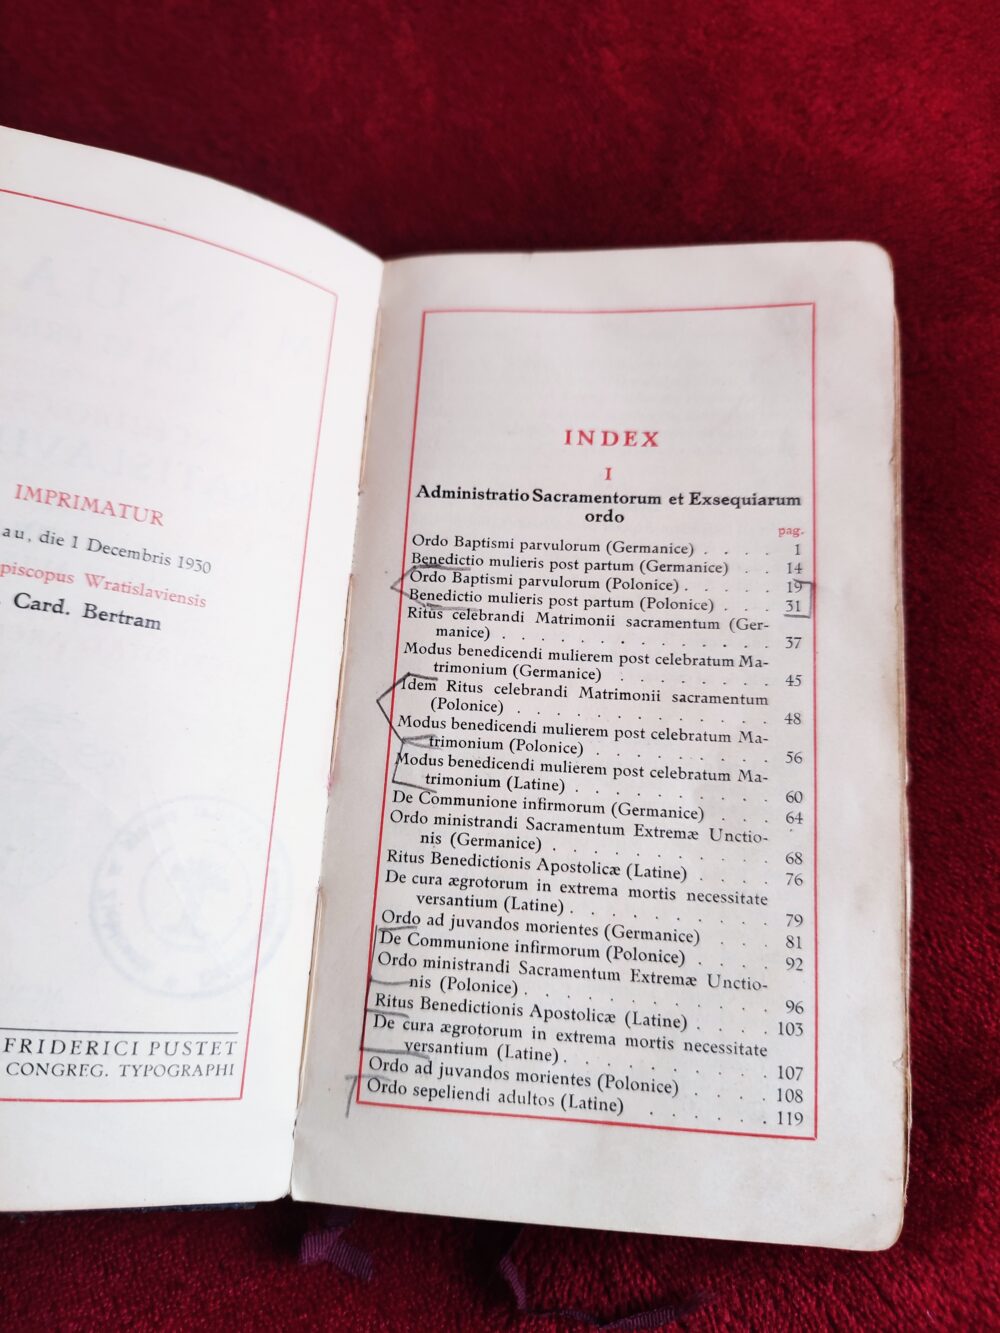 IMPRIMATUR
au, die 1 Decembris 1930
piscopus Wratislaviensis
Card. Bertram
FRIDERICI PUSTET
CONGREG. TYPOGRAPHI
INDEX
I
Administratio Sacramentorum et Exsequiarum
ordo
pag.
Ordo Baptismi parvulorum (Germanice) . . . . 1
Benedictio mulieris post partum (Germanice) . . 14
Ordo Baptismi parvulorum (Polonice) . . . . 19
Benedictio mulieris post partum (Polonice) . . . 31
Ritus celebrandi Matrimonii sacramentum (Ger-
manice) . . . . . . . . . . . . 37
Modus benedicendi mulierem post celebratum Ma-
trimonium (Germanice) . . . . . . . 45
Idem Ritus celebrandi Matrimonii sacramentum
(Polonice) . . . . . . . . . . . 48
Modus benedicendi mulierem post celebratum Ma-
trimonium (Polonice) . . . . . . . . 56
Modus benedicendi mulierem post celebratum Ma-
trimonium (Latine) . . . . . . . . . 60
De Communione infirmorum (Germanice) . . . 64
Ordo ministrandi Sacramentum Extremæ Unctio-
nis (Germanice) . . . . . . . . . . 68
Ritus Benedictionis Apostolicæ (Latine) . . . . 76
De cura ægrotorum in extrema mortis necessitate
versantium (Latine) . . . . . . . . . 79
Ordo ad juvandos morientes (Germanice) . . . 81
De Communione infirmorum (Polonice) . . . . 92
Ordo ministrandi Sacramentum Extremæ Unctio-
nis (Polonice) . . . . . . . . . . . 96
Ritus Benedictionis Apostolicæ (Latine) . . . . 103
De cura ægrotorum in extrema mortis necessitate
versantium (Latine) . . . . . . . . . 107
Ordo ad juvandos morientes (Polonice) . . . . 108
Ordo sepeliendi adultos (Latine) . . . . . . 119